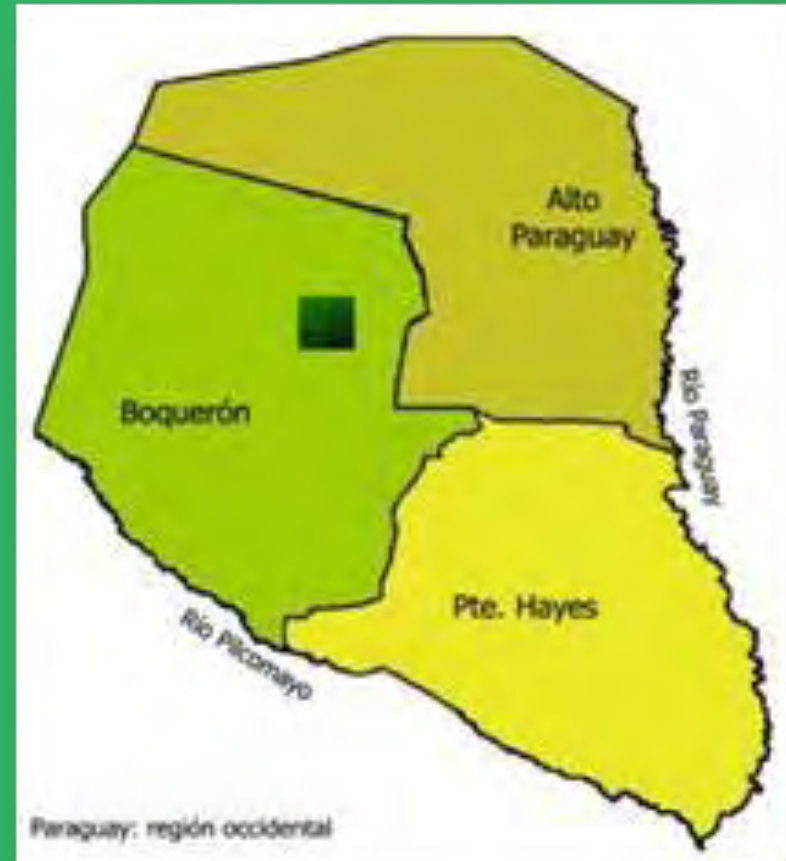 Alto
Paraguay
Boquerón
Río Paraguay
Pte. Hayes
Río Pilcomayo
Paraguay: región occidental